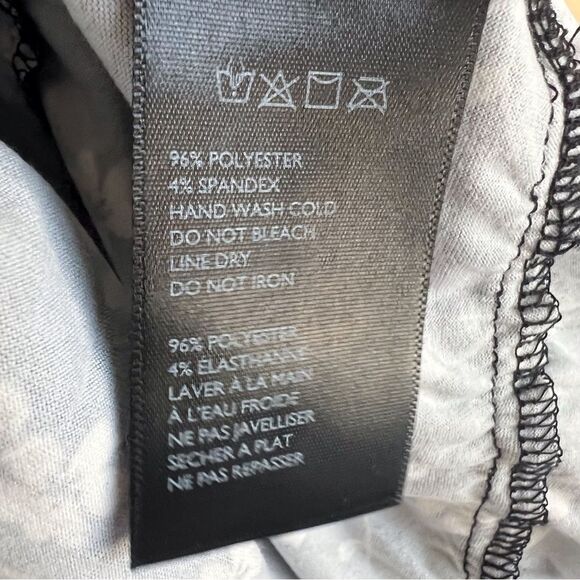 96% POLYESTER
4% SPANDEX
HAND WASH COLD
DO NOT BLEACH
LINE DRY
DO NOT IRON
96% POLYESTER
4% ELASTHANNE
LAVER À LA MAIN
À L'EAU FROIDE
NE PAS JAVELLISER
SECHER A PLAT
NE PAS REPASSER